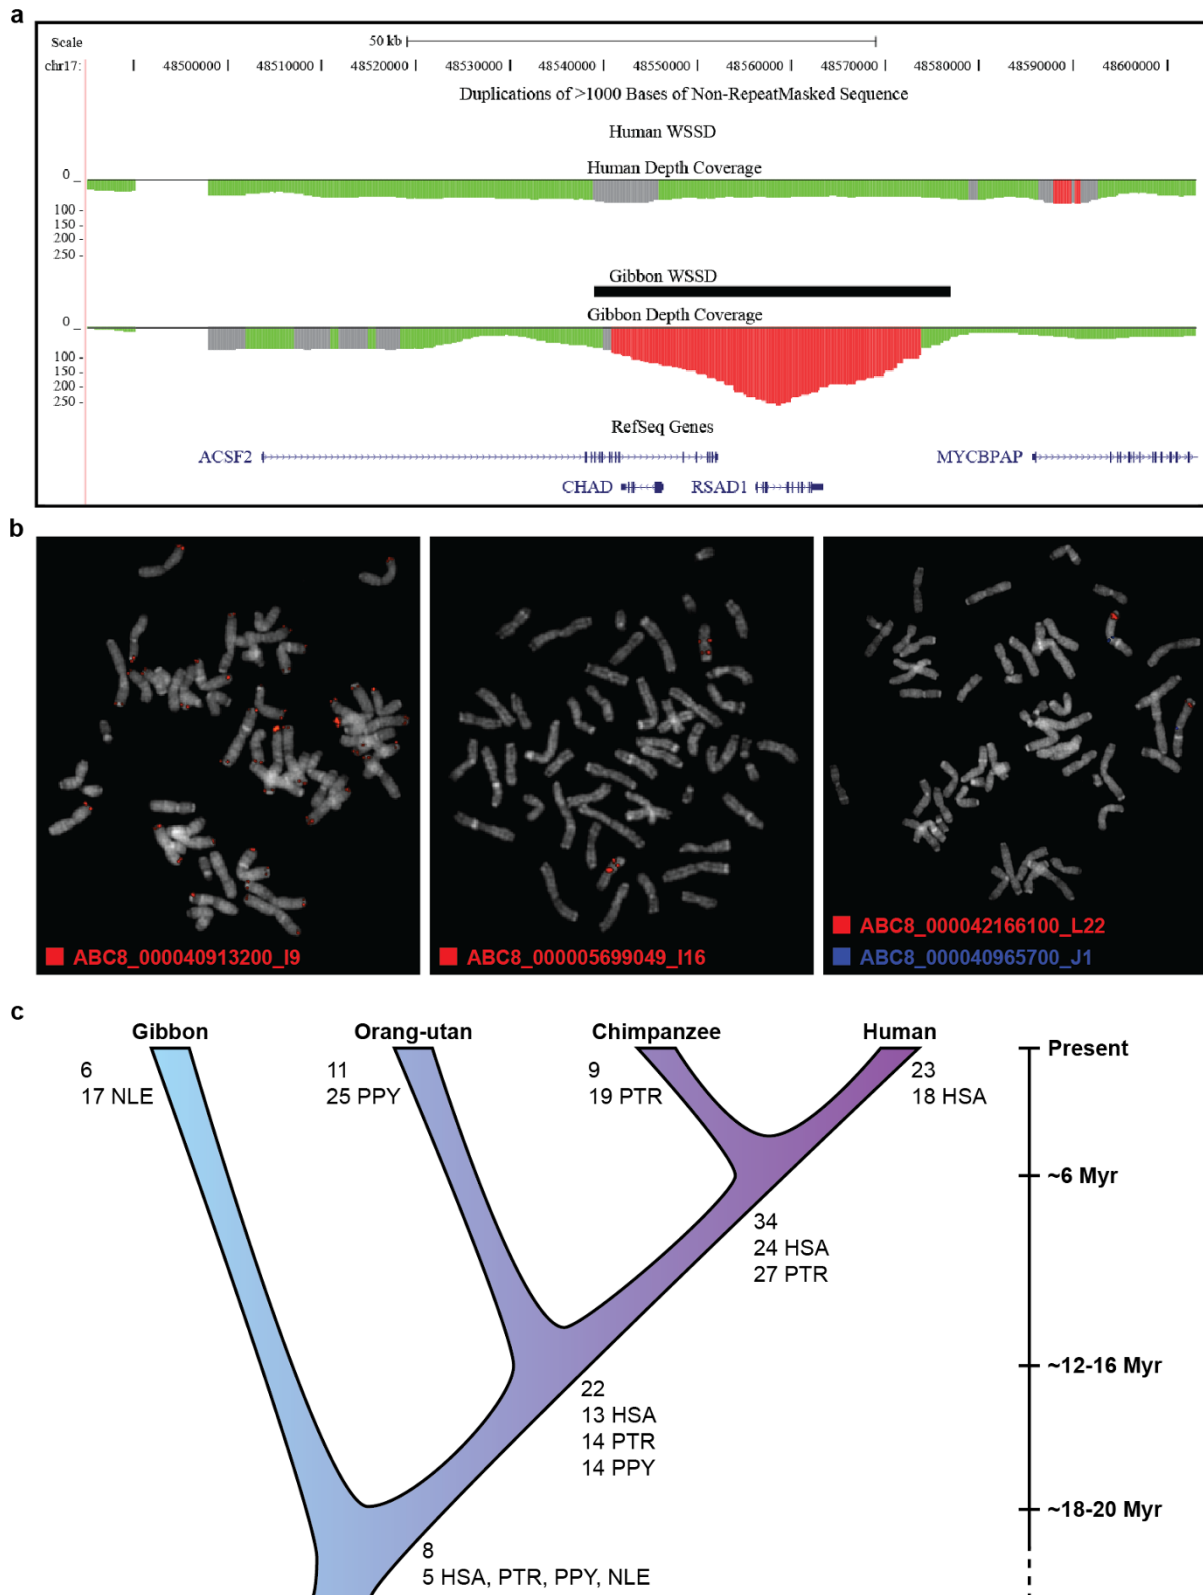 a
Scale 50 kb
chr17: 48500000 48510000 48520000 48530000 48540000 48550000 48560000 48570000 48580000 48590000 48600000
Duplications of >1000 Bases of Non-RepeatMasked Sequence
Human WSSD
Human Depth Coverage
0
100
150
200
250
Gibbon WSSD
Gibbon Depth Coverage
0
100
150
200
250
RefSeq Genes
ACSF2 MYCBPAP
CHAD RSAD1
b
ABC8_000040913200_I9
ABC8_000005699049_I16
ABC8_000042166100_L22
ABC8_000040965700_J1
c
Gibbon Orang-utan Chimpanzee Human
Present
6
17 NLE
11
25 PPY
9
19 PTR
23
18 HSA
~6 Myr
34
24 HSA
27 PTR
~12-16 Myr
22
13 HSA
14 PTR
14 PPY
~18-20 Myr
8
5 HSA, PTR, PPY, NLE